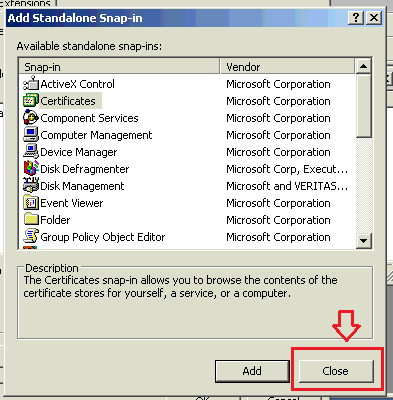 Extensions
Add Standalone Snap-in
Available standalone snap-ins:
Snap-in Vendor
ActiveX Control Microsoft Corporation
Certificates Microsoft Corporation
Component Services Microsoft Corporation
Computer Management Microsoft Corporation
Device Manager Microsoft Corporation
Disk Defragmenter Microsoft Corp, Execut...
Disk Management Microsoft and VERITAS...
Event Viewer Microsoft Corporation
Folder Microsoft Corporation
Group Policy Object Editor Microsoft Corporation
Description
The Certificates snap-in allows you to browse the contents of the
certificate stores for yourself, a service, or a computer.
Add Close
OK Cancel